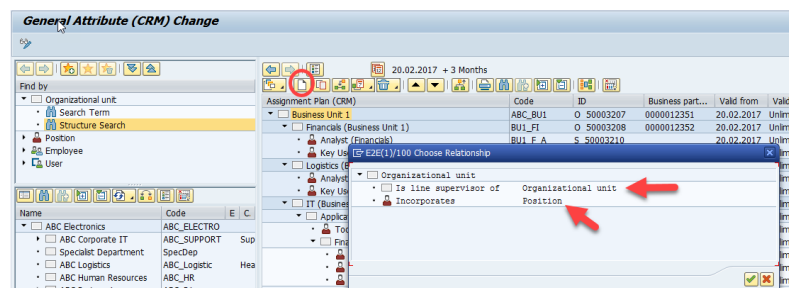 General Attribute (CRM) Change
20.02.2017 + 3 Months
Find by
Organizational unit
Search Term
Structure Search
Position
Employee
User
Name Code E C.
ABC Electronics ABC_ELECTRO
ABC Corporate IT ABC_SUPPORT Sup
Specialist Department SpecDep
ABC Logistics ABC_Logistic Hea
ABC Human Resources ABC_HR
Assignment Plan (CRM) Code ID Business part... Valid from Valid
Business Unit 1 ABC_BU1 O 50003207 0000012351 20.02.2017 Unlim
Financials (Business Unit 1) BU1_FI O 50003208 0000012352 20.02.2017 Unlim
Analyst (Financials) BU1_F_A S 50003210 20.02.2017 Unlim
Key Us
Logistics (B
Analyst
Key Us
IT (Busines
Applica
Too
Fina
E2E(1)/100 Choose Relationship
Organizational unit
Is line supervisor of Organizational unit
Incorporates Position